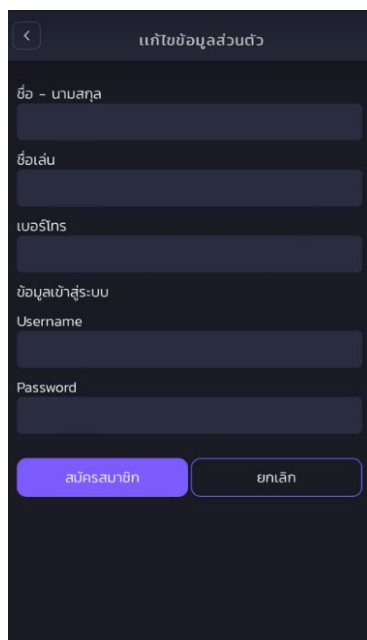 แก้ไขข้อมูลส่วนตัว
ชื่อ - นามสกุล
ชื่อเล่น
เบอร์โทร
ข้อมูลเข้าสู่ระบบ
Username
Password
สมัครสมาชิก ยกเลิก